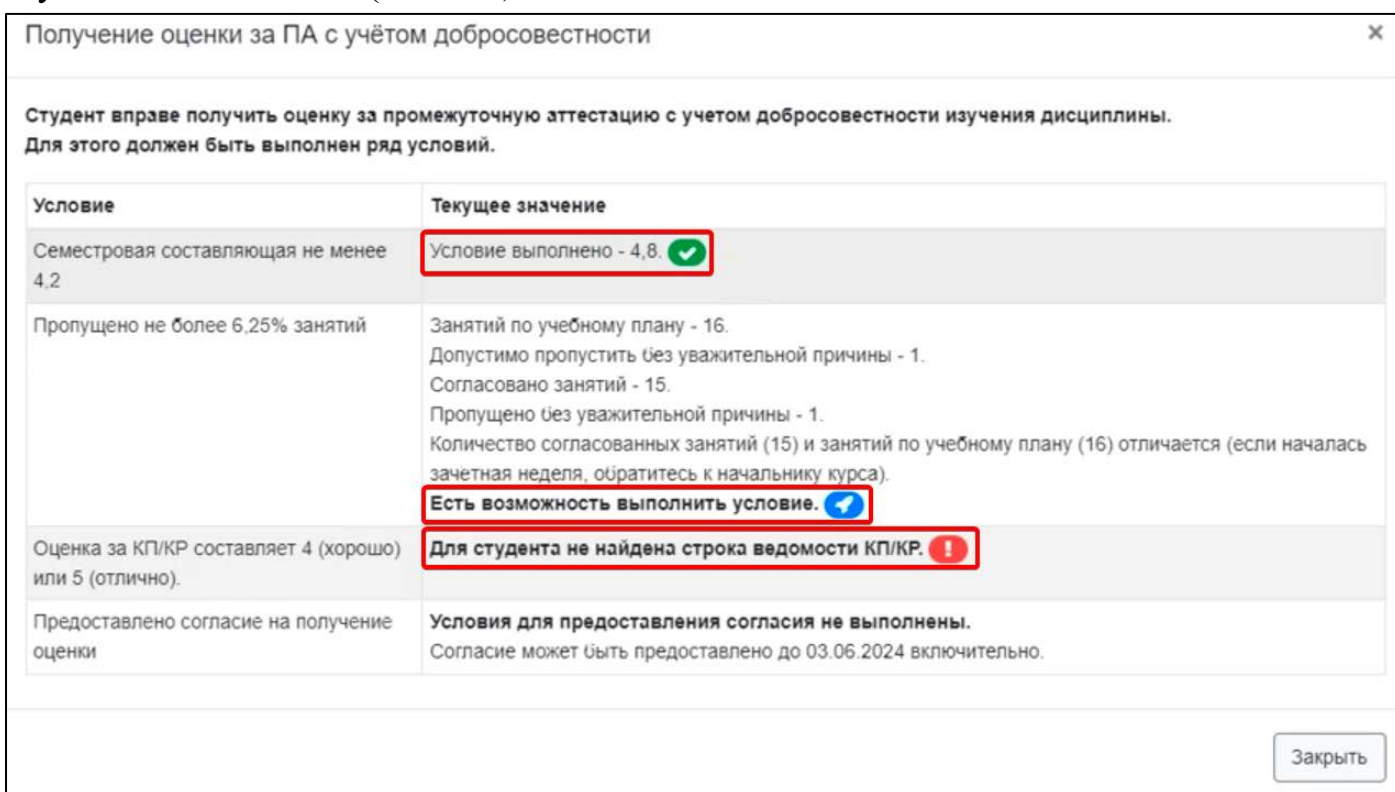 Получение оценки за ПА с учётом добросовестности
×
Студент вправе получить оценку за промежуточную аттестацию с учетом добросовестности изучения дисциплины.
Для этого должен быть выполнен ряд условий.
Условие
Текущее значение
Семестровая составляющая не менее
4,2
Условие выполнено - 4,8.
Пропущено не более 6,25% занятий
Занятий по учебному плану - 16.
Допустимо пропустить без уважительной причины - 1.
Согласовано занятий - 15.
Пропущено без уважительной причины - 1.
Количество согласованных занятий (15) и занятий по учебному плану (16) отличается (если началась
зачетная неделя, обратитесь к начальнику курса).
Есть возможность выполнить условие.
Оценка за КП/КР составляет 4 (хорошо)
или 5 (отлично).
Для студента не найдена строка ведомости КП/КР.
Предоставлено согласие на получение
оценки
Условия для предоставления согласия не выполнены.
Согласие может быть предоставлено до 03.06.2024 включительно.
Закрыть